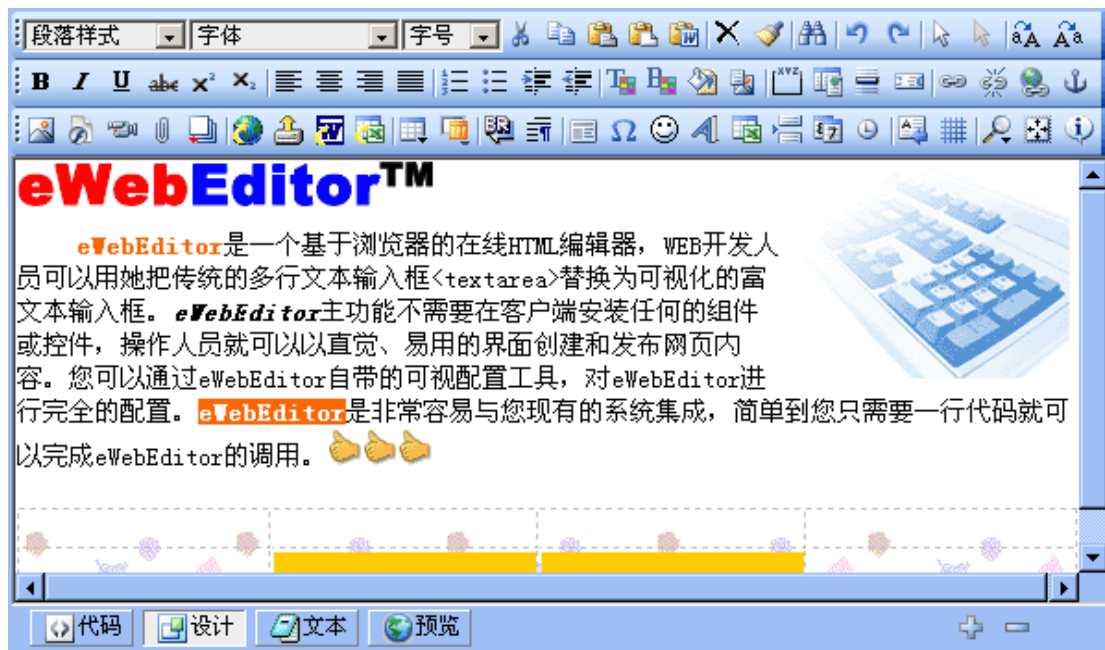 段落样式 字体 字号
B I U abc x² x₂ XYZ
eWebEditor™
eWebEditor是一个基于浏览器的在线HTML编辑器，WEB开发人
员可以用她把传统的多行文本输入框<textarea>替换为可视化的富
文本输入框。eWebEditor主功能不需要在客户端安装任何的组件
或控件，操作人员就可以以直觉、易用的界面创建和发布网页内
容。您可以通过eWebEditor自带的可视配置工具，对eWebEditor进
行完全的配置。eWebEditor是非常容易与您现有的系统集成，简单到您只需要一行代码就可
以完成eWebEditor的调用。
代码 设计 文本 预览